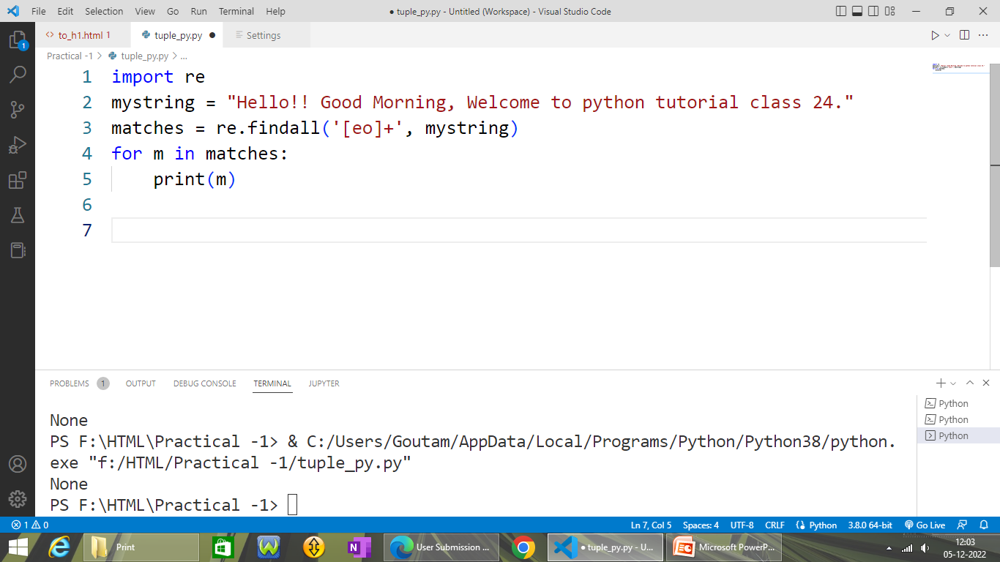 File Edit Selection View Go Run Terminal Help
● tuple_py.py - Untitled (Workspace) - Visual Studio Code
to_h1.html 1
tuple_py.py ●
Settings
Practical -1 > tuple_py.py > ...
1 import re
2 mystring = "Hello!! Good Morning, Welcome to python tutorial class 24."
3 matches = re.findall('[eo]+', mystring)
4 for m in matches:
5     print(m)
6
7
PROBLEMS 1 OUTPUT DEBUG CONSOLE TERMINAL JUPYTER
None
PS F:\HTML\Practical -1> & C:/Users/Goutam/AppData/Local/Programs/Python/Python38/python.
exe "f:/HTML/Practical -1/tuple_py.py"
None
PS F:\HTML\Practical -1>
Python
Python
Python
1 0 Ln 7, Col 5 Spaces: 4 UTF-8 CRLF Python 3.8.0 64-bit Go Live
Print
User Submission ...
● tuple_py.py - U...
Microsoft PowerP...
12:03
05-12-2022